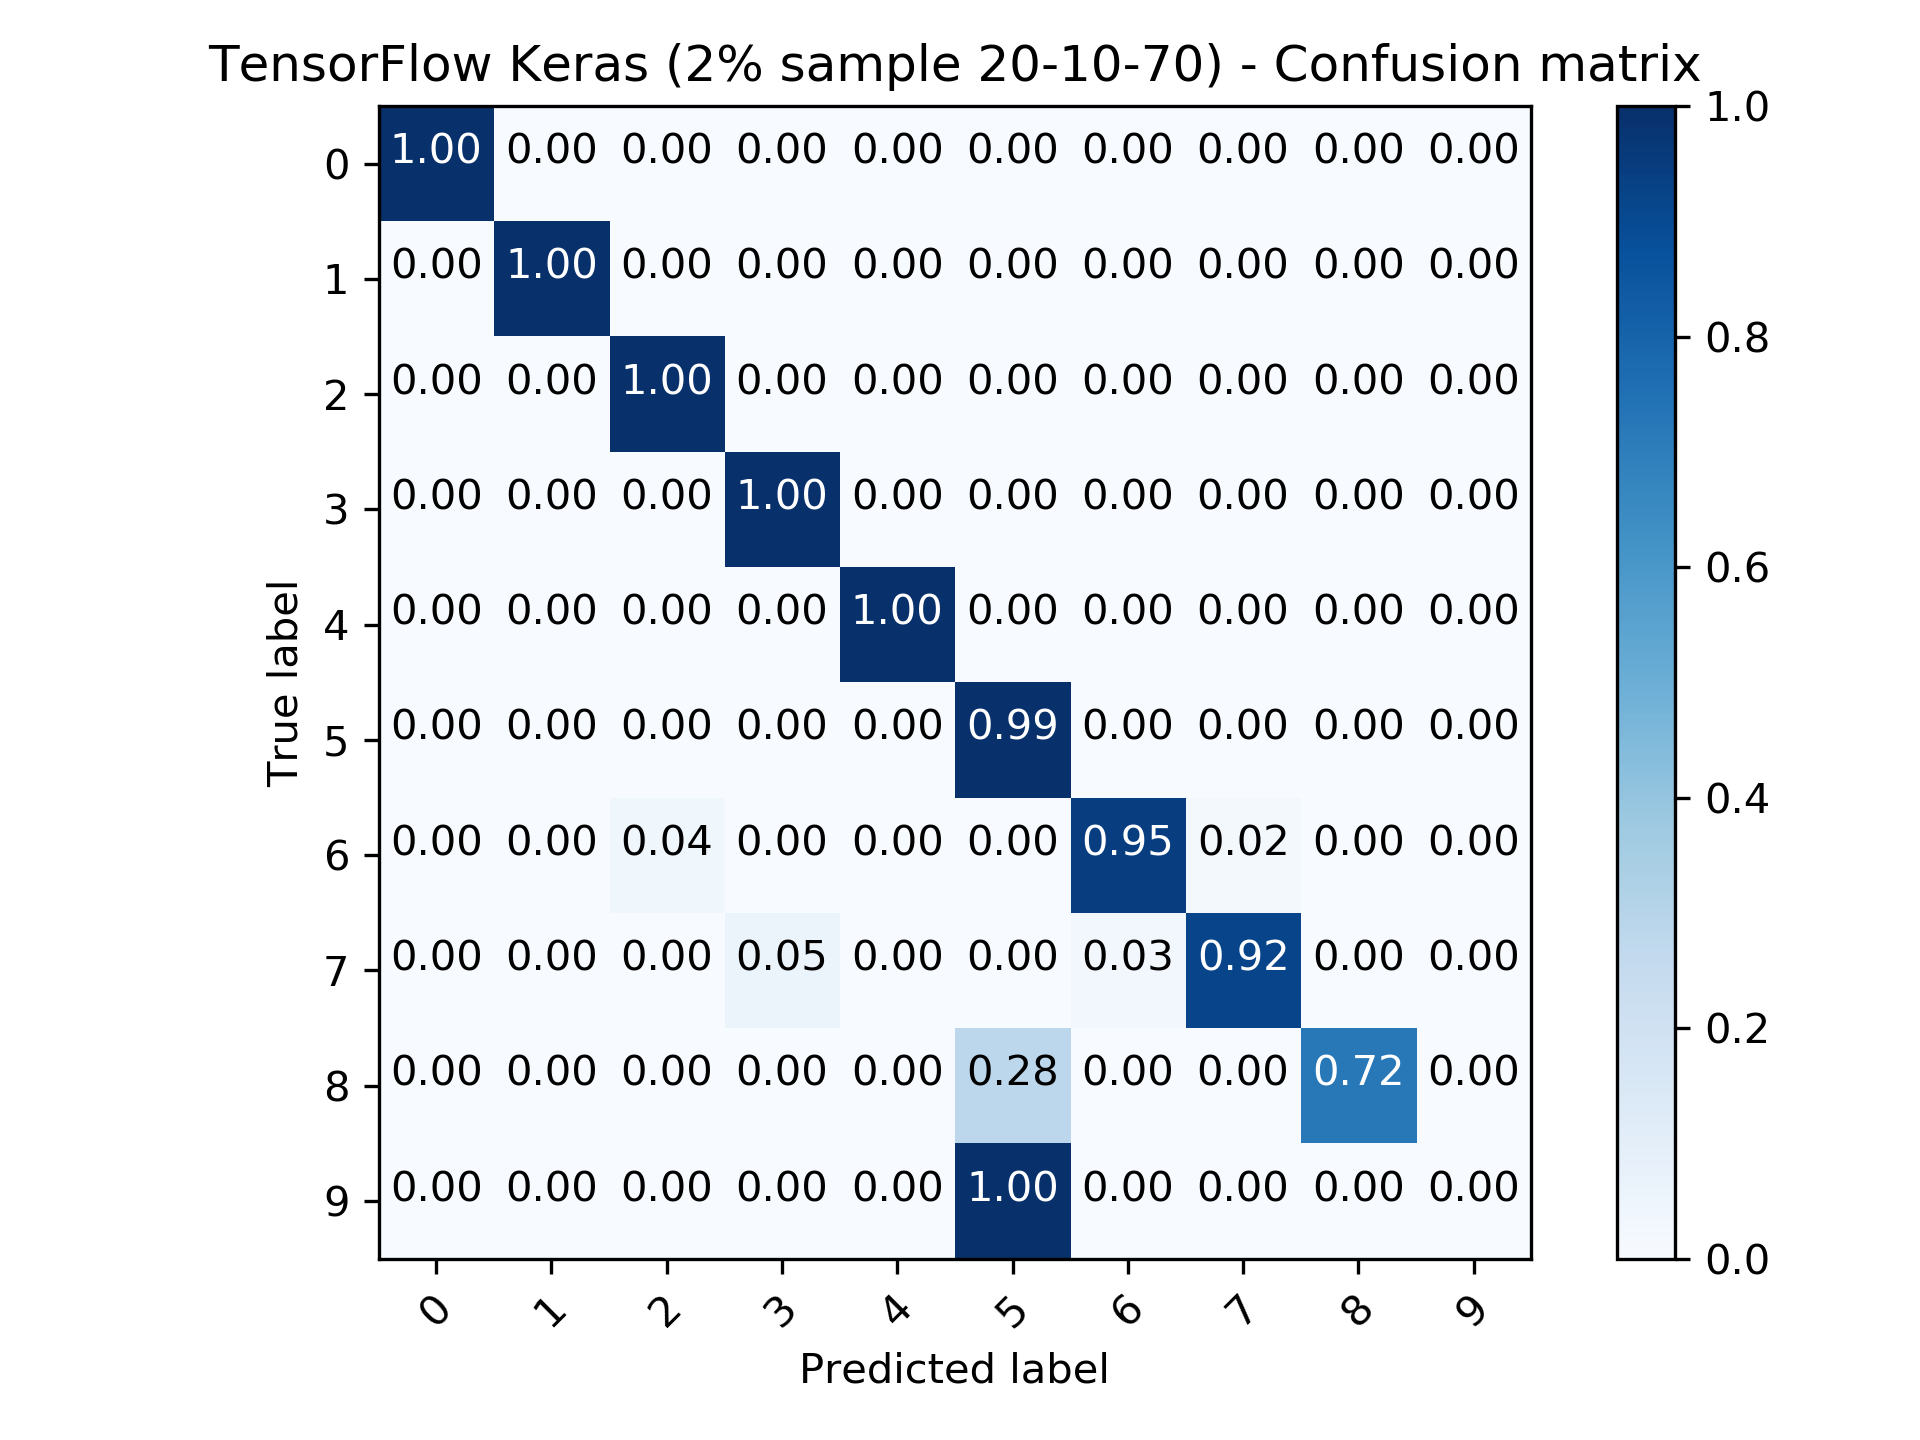 TensorFlow Keras (2% sample 20-10-70) - Confusion matrix
0 1.00 0.00 0.00 0.00 0.00 0.00 0.00 0.00 0.00 0.00
1 0.00 1.00 0.00 0.00 0.00 0.00 0.00 0.00 0.00 0.00
2 0.00 0.00 1.00 0.00 0.00 0.00 0.00 0.00 0.00 0.00
3 0.00 0.00 0.00 1.00 0.00 0.00 0.00 0.00 0.00 0.00
4 0.00 0.00 0.00 0.00 1.00 0.00 0.00 0.00 0.00 0.00
5 0.00 0.00 0.00 0.00 0.00 0.99 0.00 0.00 0.00 0.00
6 0.00 0.00 0.04 0.00 0.00 0.00 0.95 0.02 0.00 0.00
7 0.00 0.00 0.00 0.05 0.00 0.00 0.03 0.92 0.00 0.00
8 0.00 0.00 0.00 0.00 0.00 0.28 0.00 0.00 0.72 0.00
9 0.00 0.00 0.00 0.00 0.00 1.00 0.00 0.00 0.00 0.00
0 1 2 3 4 5 6 7 8 9
Predicted label
True label
1.0
0.8
0.6
0.4
0.2
0.0